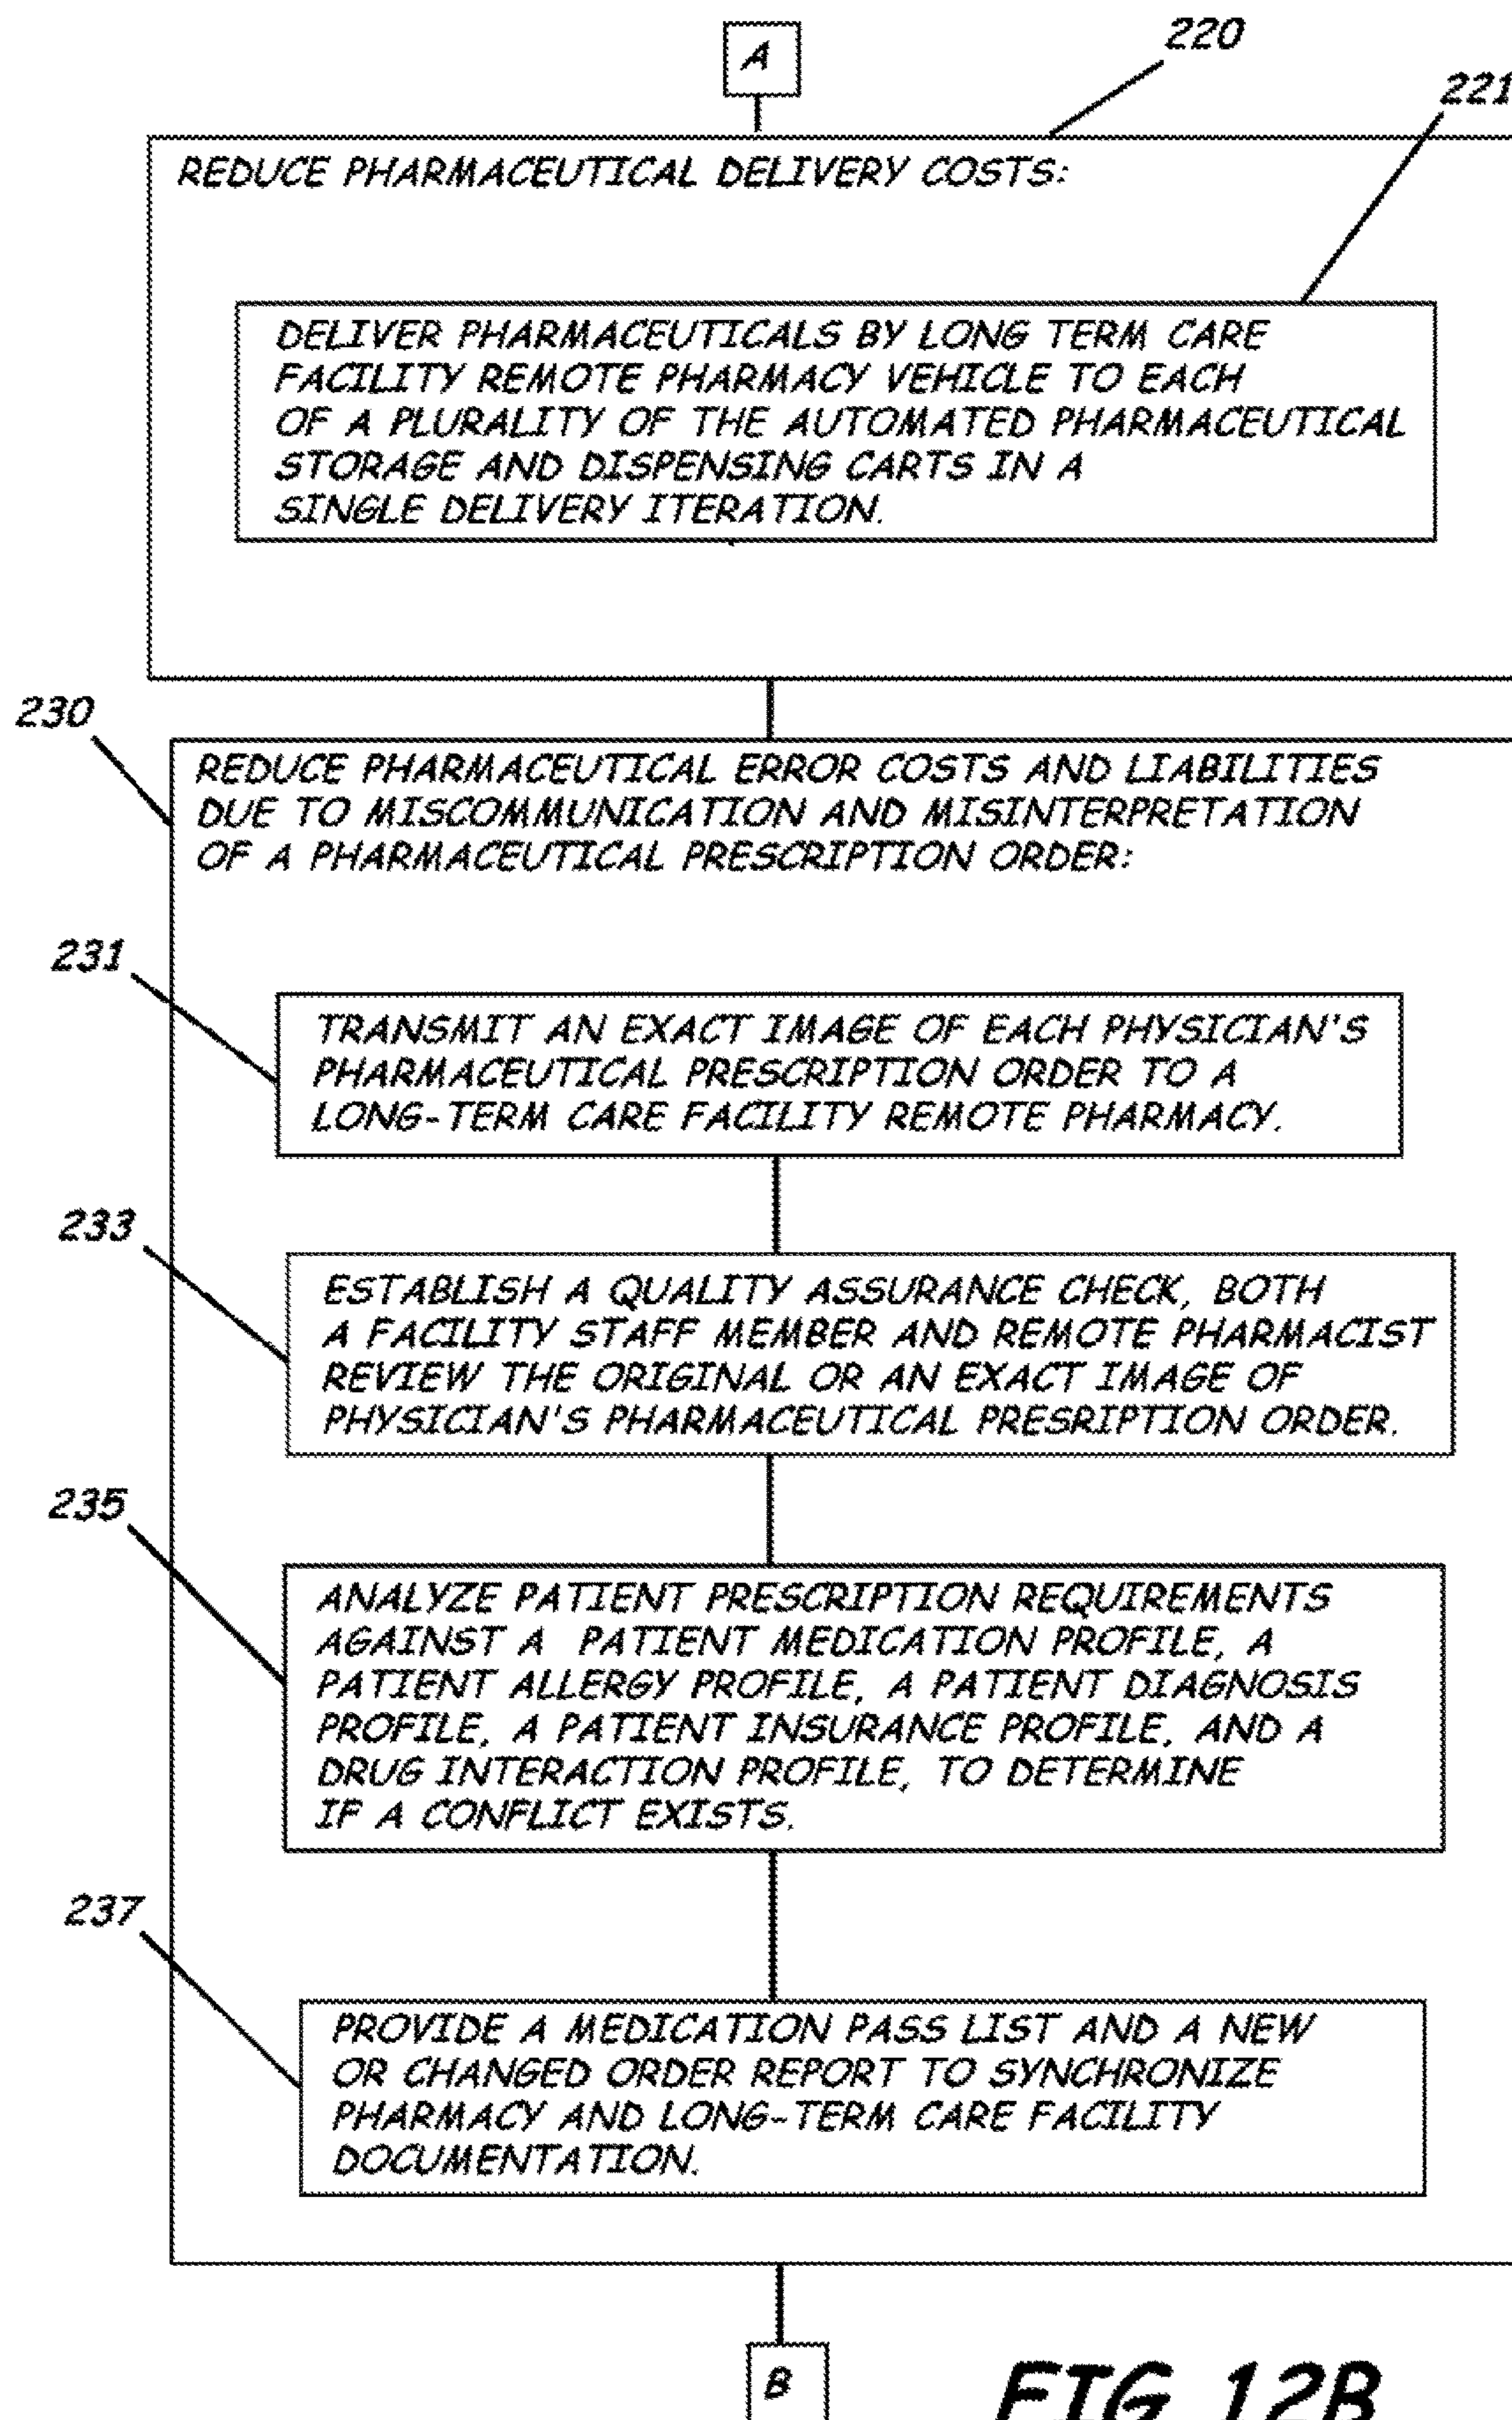 A
220
221
REDUCE PHARMACEUTICAL DELIVERY COSTS:
DELIVER PHARMACEUTICALS BY LONG TERM CARE
FACILITY REMOTE PHARMACY VEHICLE TO EACH
OF A PLURALITY OF THE AUTOMATED PHARMACEUTICAL
STORAGE AND DISPENSING CARTS IN A
SINGLE DELIVERY ITERATION.
230
REDUCE PHARMACEUTICAL ERROR COSTS AND LIABILITIES
DUE TO MISCOMMUNICATION AND MISINTERPRETATION
OF A PHARMACEUTICAL PRESCRIPTION ORDER:
231
TRANSMIT AN EXACT IMAGE OF EACH PHYSICIAN'S
PHARMACEUTICAL PRESCRIPTION ORDER TO A
LONG-TERM CARE FACILITY REMOTE PHARMACY.
233
ESTABLISH A QUALITY ASSURANCE CHECK, BOTH
A FACILITY STAFF MEMBER AND REMOTE PHARMACIST
REVIEW THE ORIGINAL OR AN EXACT IMAGE OF
PHYSICIAN'S PHARMACEUTICAL PRESRIPTION ORDER.
235
ANALYZE PATIENT PRESCRIPTION REQUIREMENTS
AGAINST A PATIENT MEDICATION PROFILE, A
PATIENT ALLERGY PROFILE, A PATIENT DIAGNOSIS
PROFILE, A PATIENT INSURANCE PROFILE, AND A
DRUG INTERACTION PROFILE, TO DETERMINE
IF A CONFLICT EXISTS.
237
PROVIDE A MEDICATION PASS LIST AND A NEW
OR CHANGED ORDER REPORT TO SYNCHRONIZE
PHARMACY AND LONG-TERM CARE FACILITY
DOCUMENTATION.
B
FIG 12B